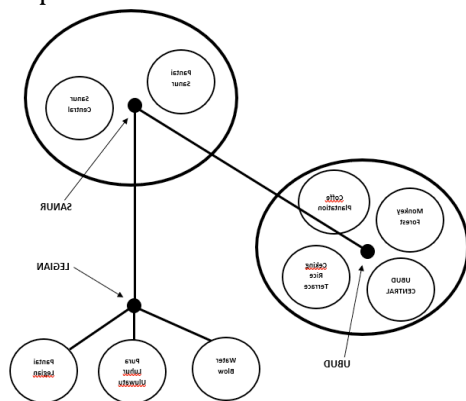 Pantai
Sanur
Sanur
Central
SANUR
Coffe
Plantation
Monkey
Forest
Ceking
Rice
Terrace
UBUD
CENTRAL
LEGIAN
UBUD
Pantai
Legian
Pura
Luhur
Uluwatu
Water
Blow